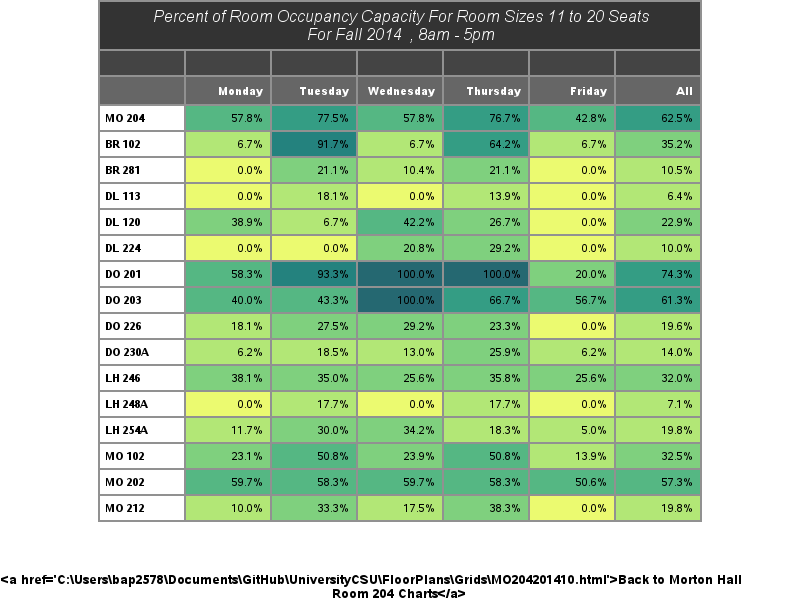 Percent of Room Occupancy Capacity For Room Sizes 11 to 20 Seats
For Fall 2014 , 8am - 5pm
Monday Tuesday Wednesday Thursday Friday All
MO 204 57.8% 77.5% 57.8% 76.7% 42.8% 62.5%
BR 102 6.7% 91.7% 6.7% 64.2% 6.7% 35.2%
BR 281 0.0% 21.1% 10.4% 21.1% 0.0% 10.5%
DL 113 0.0% 18.1% 0.0% 13.9% 0.0% 6.4%
DL 120 38.9% 6.7% 42.2% 26.7% 0.0% 22.9%
DL 224 0.0% 0.0% 20.8% 29.2% 0.0% 10.0%
DO 201 58.3% 93.3% 100.0% 100.0% 20.0% 74.3%
DO 203 40.0% 43.3% 100.0% 66.7% 56.7% 61.3%
DO 226 18.1% 27.5% 29.2% 23.3% 0.0% 19.6%
DO 230A 6.2% 18.5% 13.0% 25.9% 6.2% 14.0%
LH 246 38.1% 35.0% 25.6% 35.8% 25.6% 32.0%
LH 248A 0.0% 17.7% 0.0% 17.7% 0.0% 7.1%
LH 254A 11.7% 30.0% 34.2% 18.3% 5.0% 19.8%
MO 102 23.1% 50.8% 23.9% 50.8% 13.9% 32.5%
MO 202 59.7% 58.3% 59.7% 58.3% 50.6% 57.3%
MO 212 10.0% 33.3% 17.5% 38.3% 0.0% 19.8%
<a href='C:\Users\bap2578\Documents\GitHub\UniversityCSU\FloorPlans\Grids\MO204201410.html'>Back to Morton Hall
Room 204 Charts</a>